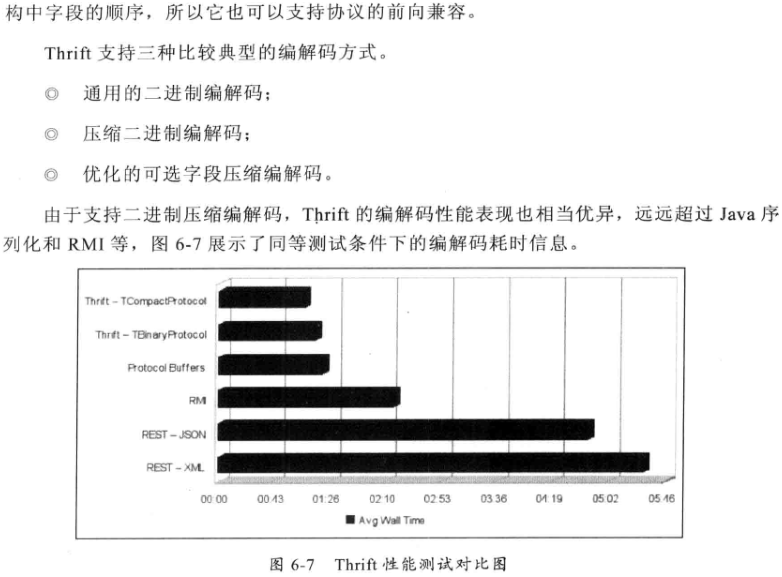 构中字段的顺序，所以它也可以支持协议的前向兼容。
Thrift 支持三种比较典型的编解码方式。
◎ 通用的二进制编解码；
◎ 压缩二进制编解码；
◎ 优化的可选字段压缩编解码。
由于支持二进制压缩编解码，Thrift 的编解码性能表现也相当优异，远远超过 Java 序
列化和 RMI 等，图 6-7 展示了同等测试条件下的编解码耗时信息。
Thrift – TCompactProtocol
Thrift – TBinaryProtocol
Protocol Buffers
RMI
REST – JSON
REST – XML
00:00 00:43 01:26 02:10 02:53 03:36 04:19 05:02 05:46
Avg Wall Time
图 6-7 Thrift 性能测试对比图